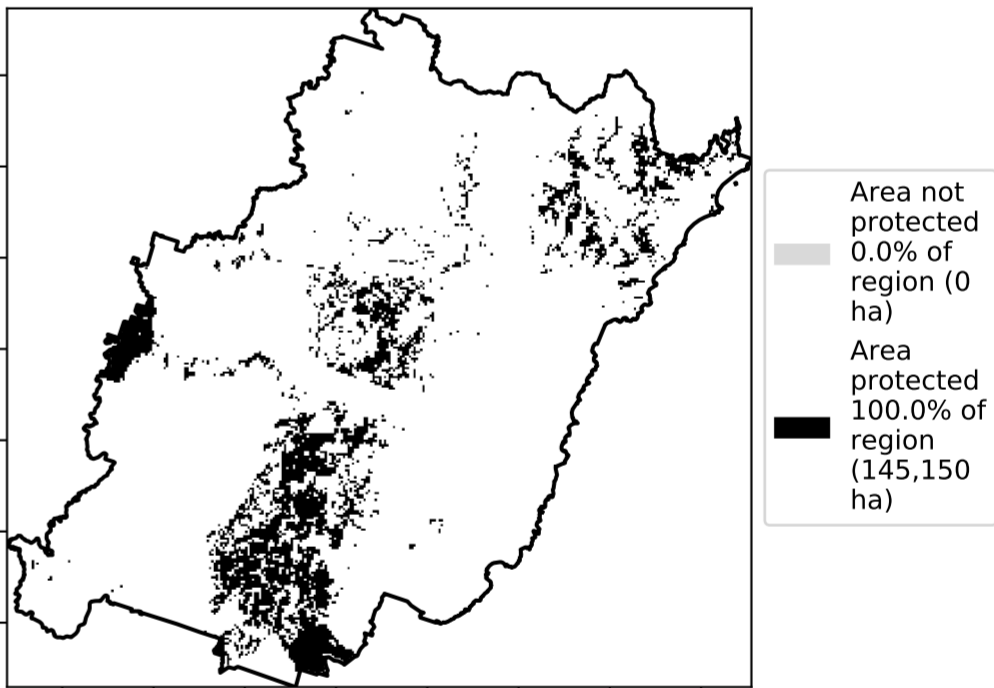 Area not
protected
0.0% of
region (0
ha)
Area
protected
100.0% of
region
(145,150
ha)